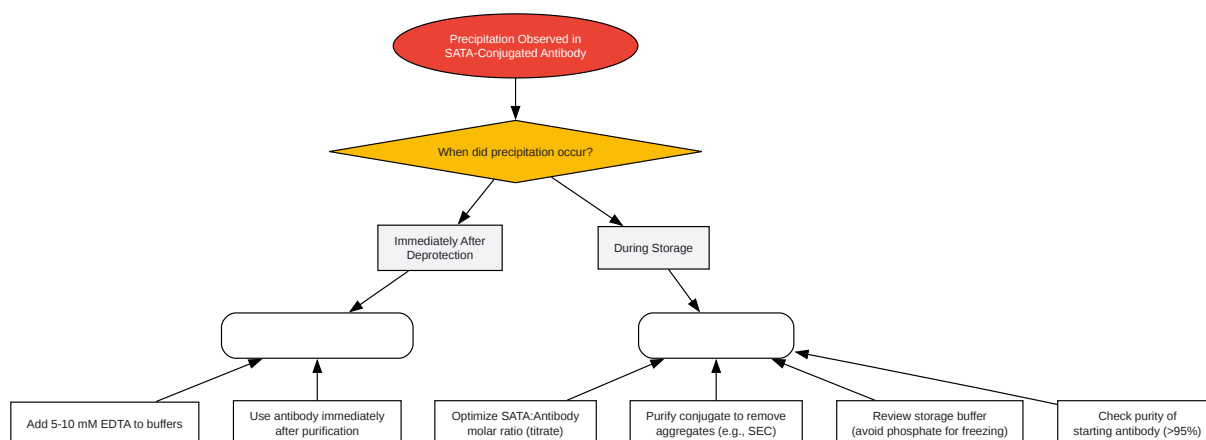 Precipitation Observed in
SATA-Conjugated Antibody
When did precipitation occur?
Immediately After
Deprotection
During Storage
Add 5-10 mM EDTA to buffers
Use antibody immediately
after purification
Optimize SATA:Antibody
molar ratio (titrate)
Purify conjugate to remove
aggregates (e.g., SEC)
Review storage buffer
(avoid phosphate for freezing)
Check purity of
starting antibody (>95%)